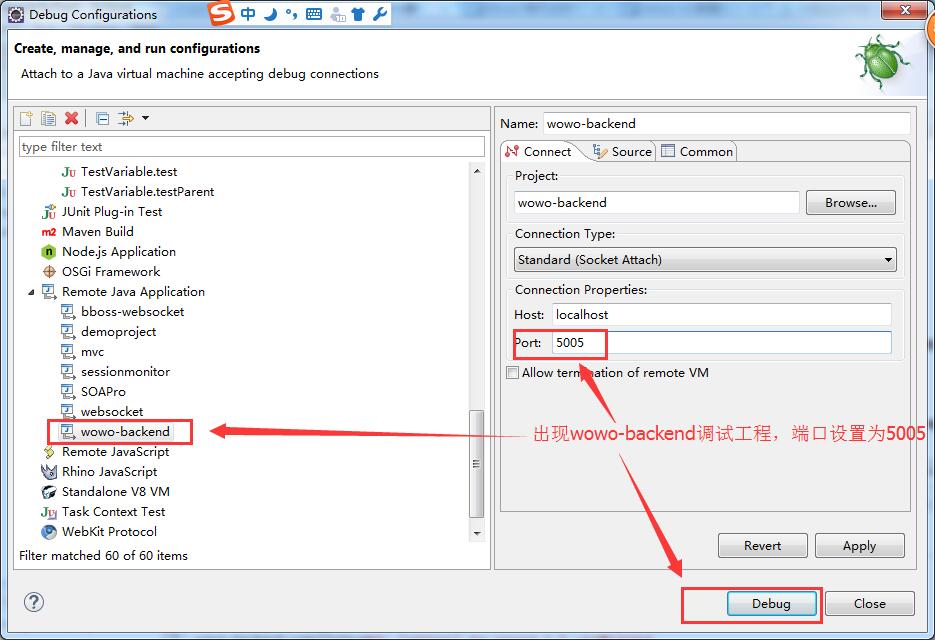 Debug Configurations
中
Create, manage, and run configurations
Attach to a Java virtual machine accepting debug connections
type filter text
Ju TestVariable.test
Ju TestVariable.testParent
JUnit Plug-in Test
m2 Maven Build
n Node.js Application
OSGi Framework
Remote Java Application
bboss-websocket
demoproject
mvc
sessionmonitor
SOAPro
websocket
wowo-backend
Remote JavaScript
Rhino JavaScript
Standalone V8 VM
Task Context Test
WebKit Protocol
Filter matched 60 of 60 items
Name: wowo-backend
Connect Source Common
Project:
wowo-backend Browse...
Connection Type:
Standard (Socket Attach)
Connection Properties:
Host: localhost
Port: 5005
Allow termination of remote VM
出现wowo-backend调试工程，端口设置为5005
Revert Apply
? Debug Close